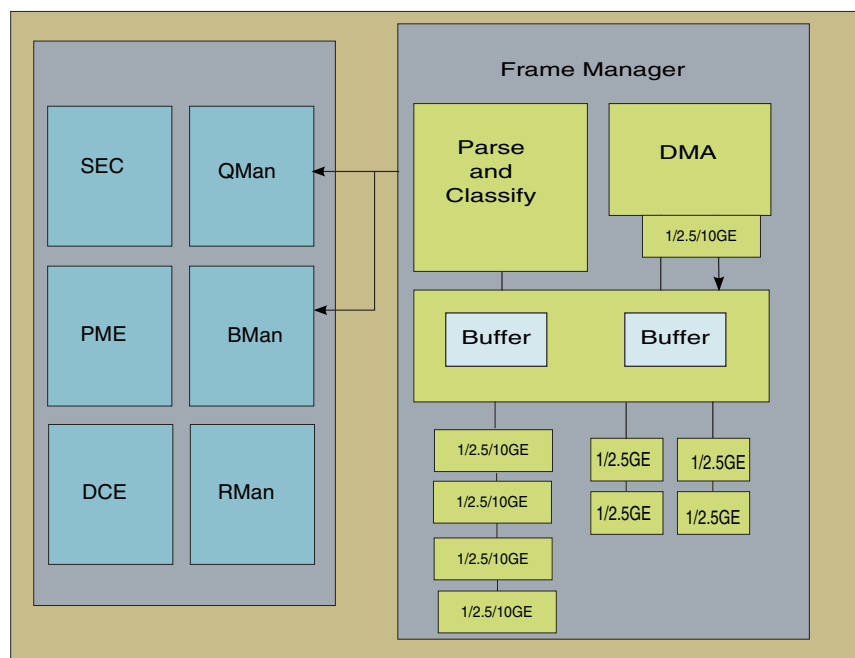 SEC
QMan
PME
BMan
DCE
RMan
Frame Manager
Parse
and
Classify
DMA
1/2.5/10GE
Buffer
Buffer
1/2.5/10GE
1/2.5/10GE
1/2.5/10GE
1/2.5/10GE
1/2.5GE
1/2.5GE
1/2.5GE
1/2.5GE